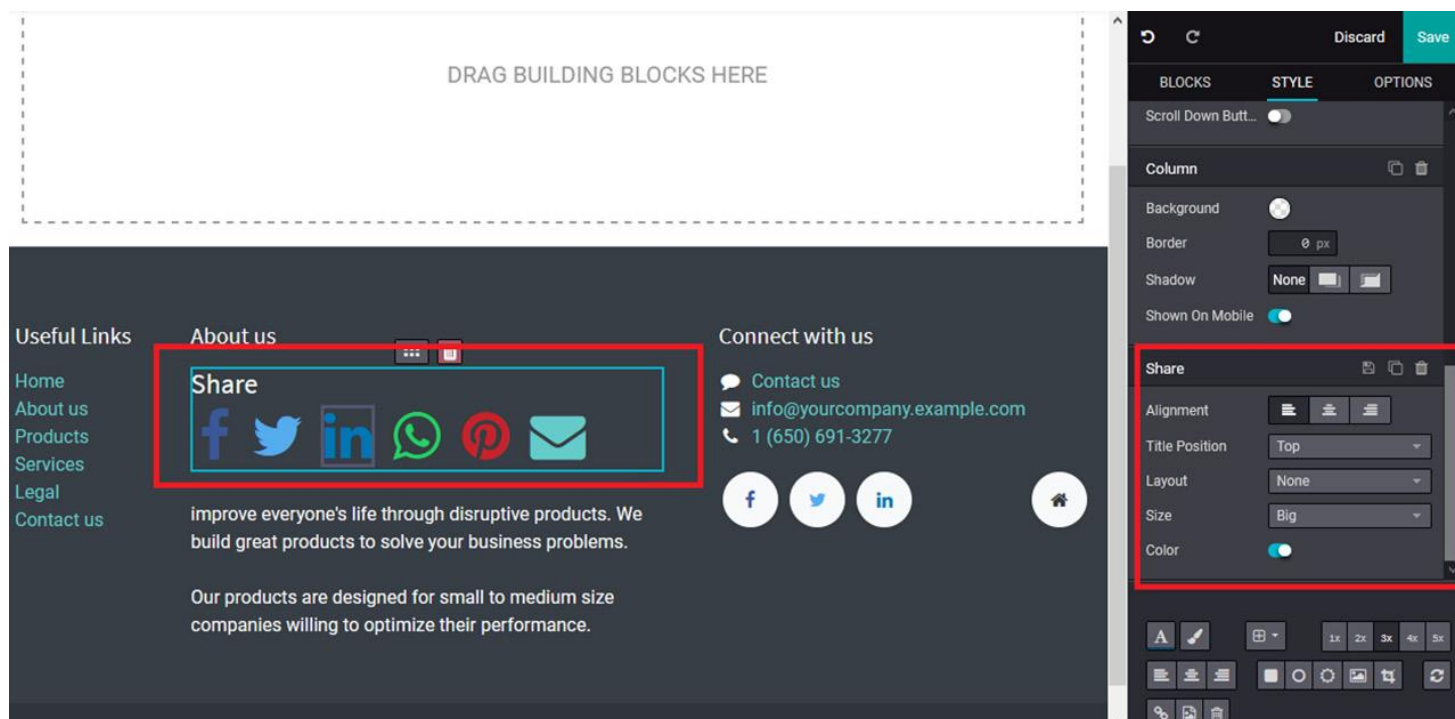 DRAG BUILDING BLOCKS HERE
Useful Links
Home
About us
Products
Services
Legal
Contact us
About us
Share
improve everyone's life through disruptive products. We
build great products to solve your business problems.
Our products are designed for small to medium size
companies willing to optimize their performance.
Connect with us
Contact us
info@yourcompany.example.com
1 (650) 691-3277
Discard Save
BLOCKS STYLE OPTIONS
Scroll Down Butt...
Column
Background
Border 0 px
Shadow None
Shown On Mobile
Share
Alignment
Title Position Top
Layout None
Size Big
Color
A 1x 2x 3x 4x 5x